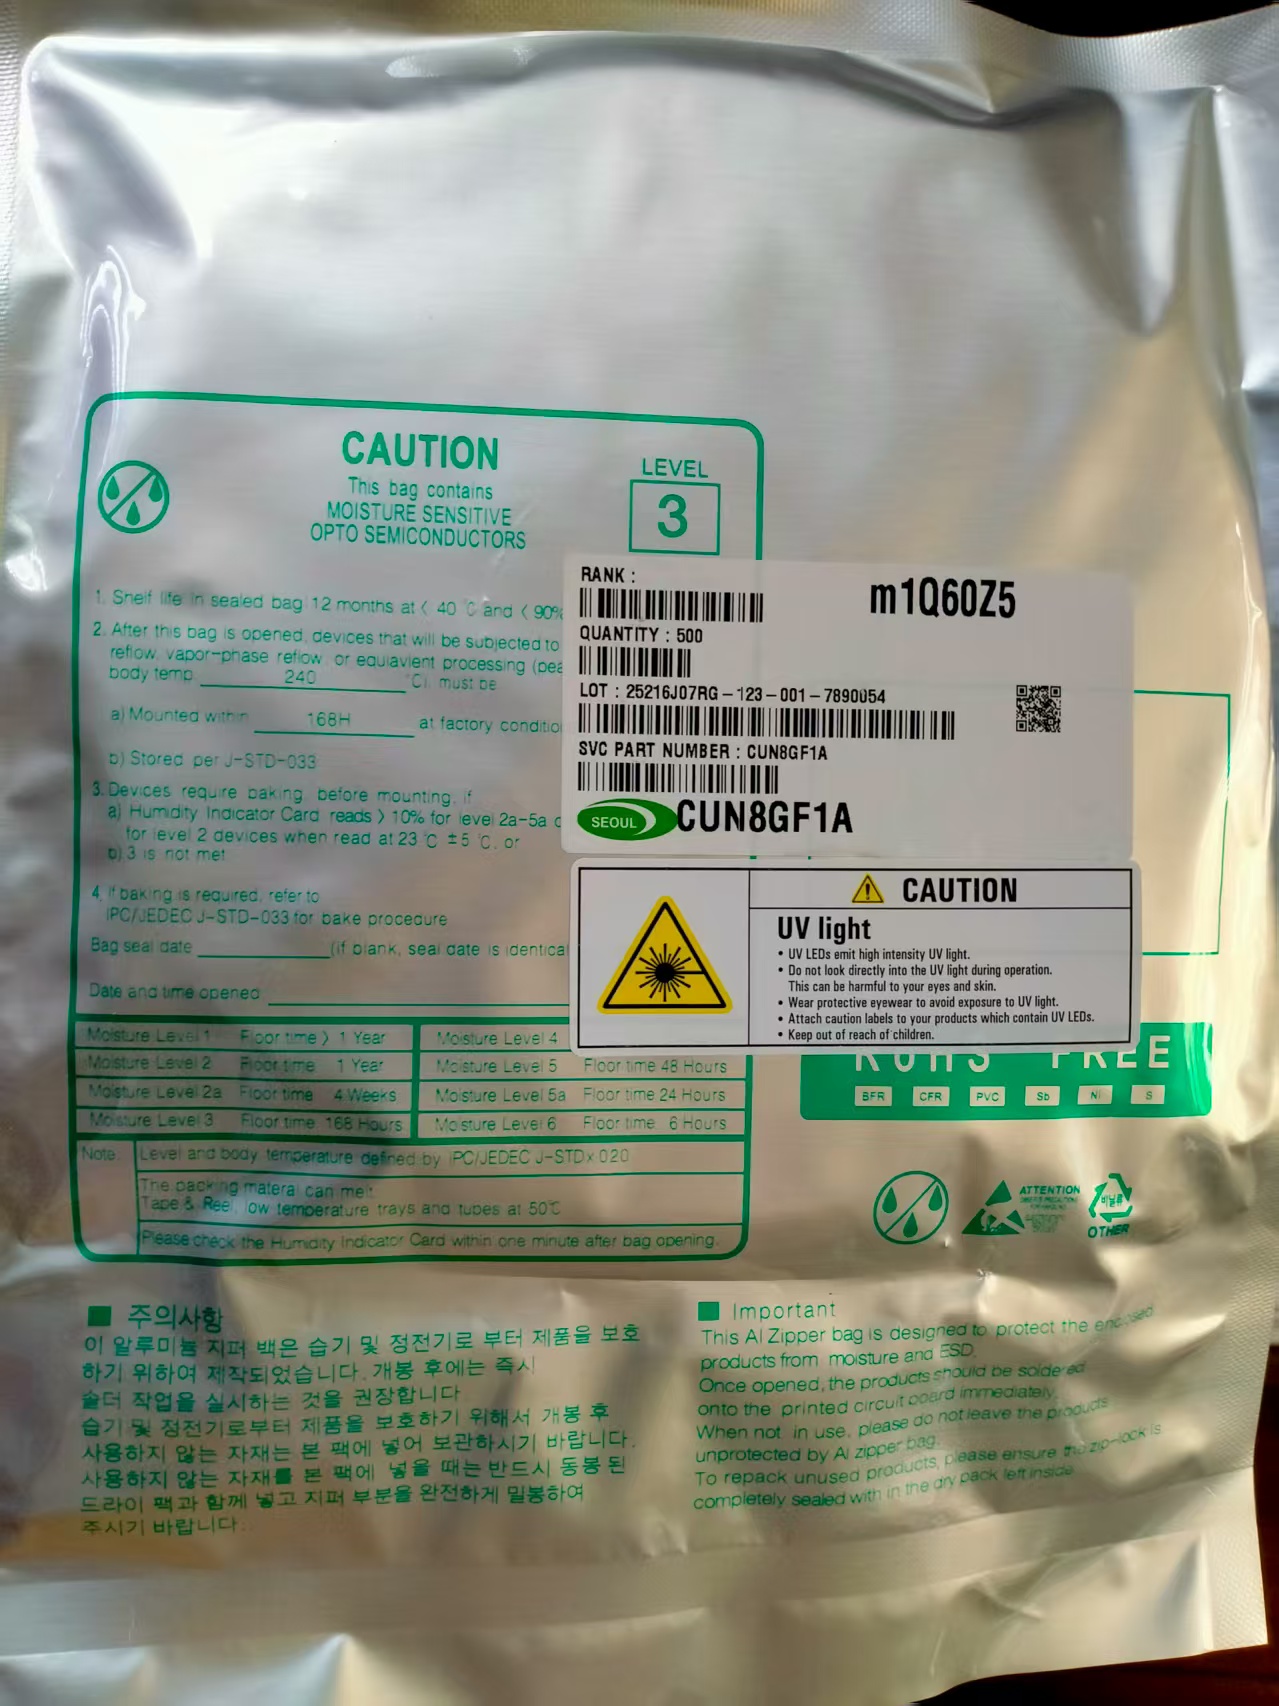 CAUTION
This bag contains
MOISTURE SENSITIVE
OPTO SEMICONDUCTORS
LEVEL
3
1. Shelf life in sealed bag 12 months at < 40 °C and < 90%
2. After this bag is opened, devices that will be subjected to
reflow, vapor-phase reflow, or equiavlent processing (pea
body temp. 240 °C). must be
a) Mounted within 168H at factory conditio
b) Stored per J-STD-033
3. Devices require baking, before mounting, if
a) Humidity Indicator Card reads > 10% for level 2a-5a
for level 2 devices when read at 23 °C ±5 °C, or
b) 3 is not met
4. If baking is required, refer to
IPC/JEDEC J-STD-033 for bake procedure
Bag seal date (if blank, seal date is identica
Date and time opened
Moisture Level 1 Floor time > 1 Year
Moisture Level 2 Floor time 1 Year
Moisture Level 2a Floor time 4 Weeks
Moisture Level 3 Floor time 168 Hours
Moisture Level 4
Moisture Level 5 Floor time 48 Hours
Moisture Level 5a Floor time 24 Hours
Moisture Level 6 Floor time 6 Hours
Note. Level and body temperature defined by IPC/JEDEC J-STDx 020
The packing materal can melt.
Tape & Reel, low temperature trays and tubes at 50°C
Please check the Humidity Indicator Card within one minute after bag opening.
RANK :
m1Q60Z5
QUANTITY : 500
LOT : 25216J07RG-123-001-7890054
SVC PART NUMBER : CUN8GF1A
SEOUL CUN8GF1A
CAUTION
UV light
• UV LEDs emit high intensity UV light.
• Do not look directly into the UV light during operation.
This can be harmful to your eyes and skin.
• Wear protective eyewear to avoid exposure to UV light.
• Attach caution labels to your products which contain UV LEDs.
• Keep out of reach of children.
RoHS FREE
BFR CFR PVC Sb Ni S
ATTENTION
비닐류
OTHER
■ 주의사항
이 알루미늄 지퍼 백은 습기 및 정전기로 부터 제품을 보호
하기 위하여 제작되었습니다. 개봉 후에는 즉시
솔더 작업을 실시하는 것을 권장합니다.
습기 및 정전기로부터 제품을 보호하기 위해서 개봉 후
사용하지 않는 자재는 본 팩에 넣어 보관하시기 바랍니다.
사용하지 않는 자재를 본 팩에 넣을 때는 반드시 동봉 된
드라이 팩과 함께 넣고 지퍼 부분을 완전하게 밀봉하여
주시기 바랍니다.
■ Important
This Al Zipper bag is designed to protect the enclosed
products from moisture and ESD.
Once opened, the products should be soldered
onto the printed circuit board immediately.
When not in use, please do not leave the products
unprotected by Al zipper bag.
To repack unused products, please ensure the zip-lock is
completely sealed with in the dry pack left inside.